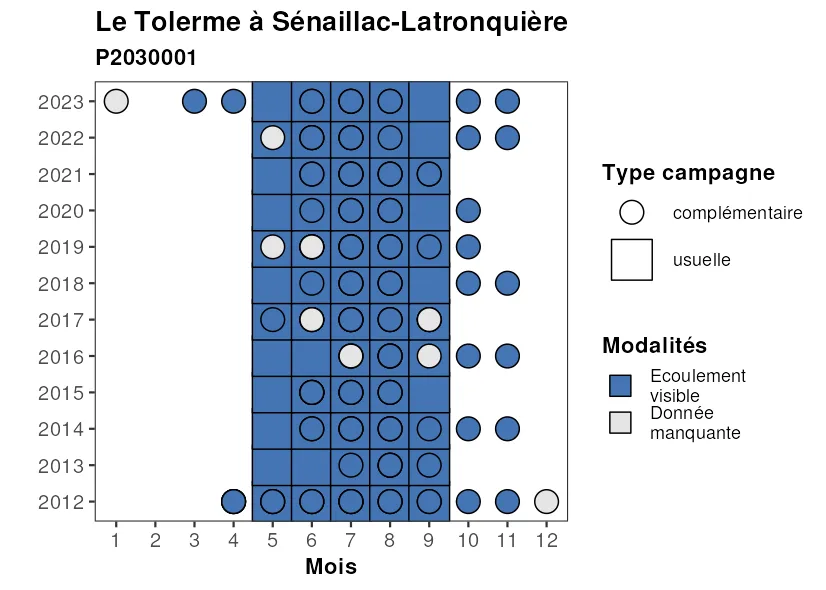 Le Tolerme à Sénaillac-Latronquière
P2030001
2023
2022
2021
2020
2019
2018
2017
2016
2015
2014
2013
2012
1 2 3 4 5 6 7 8 9 10 11 12
Mois
Type campagne
complémentaire
usuelle
Modalités
Ecoulement
visible
Donnée
manquante